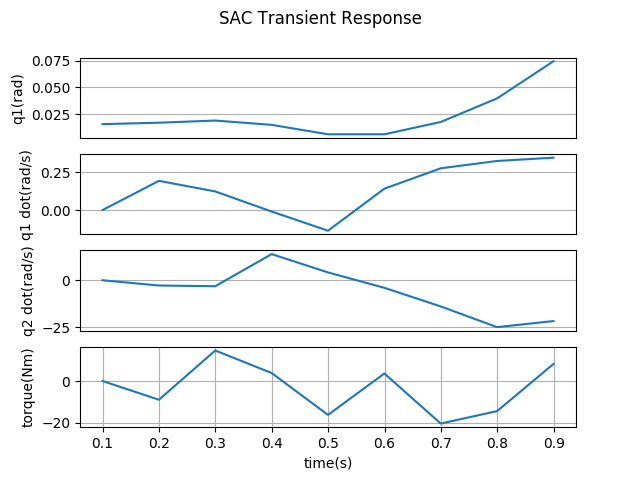 SAC Transient Response
q1(rad)
0.075
0.050
0.025
q1 dot(rad/s)
0.25
0.00
q2 dot(rad/s)
0
−25
torque(Nm)
0
−20
0.1 0.2 0.3 0.4 0.5 0.6 0.7 0.8 0.9
time(s)